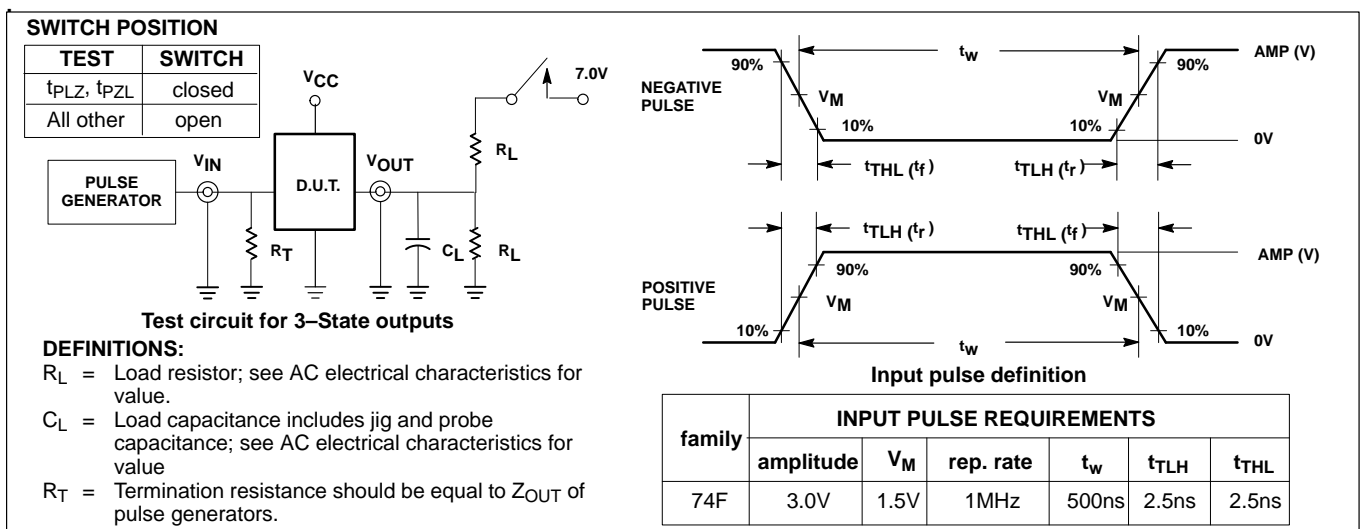 SWITCH POSITION
TEST SWITCH
tPLZ, tPZL closed
All other open
VCC
7.0V
RL
VIN
VOUT
PULSE
GENERATOR
D.U.T.
RT
CL
RL
Test circuit for 3–State outputs
DEFINITIONS:
RL = Load resistor; see AC electrical characteristics for
value.
CL = Load capacitance includes jig and probe
capacitance; see AC electrical characteristics for
value
RT = Termination resistance should be equal to ZOUT of
pulse generators.
tw
AMP (V)
90%
90%
NEGATIVE
PULSE
VM
VM
10%
10%
0V
tTHL (tf)
tTLH (tr)
tTLH (tr)
tTHL (tf)
AMP (V)
90%
90%
POSITIVE
PULSE
VM
VM
10%
10%
tw
0V
Input pulse definition
family
INPUT PULSE REQUIREMENTS
amplitude VM rep. rate tw tTLH tTHL
74F 3.0V 1.5V 1MHz 500ns 2.5ns 2.5ns